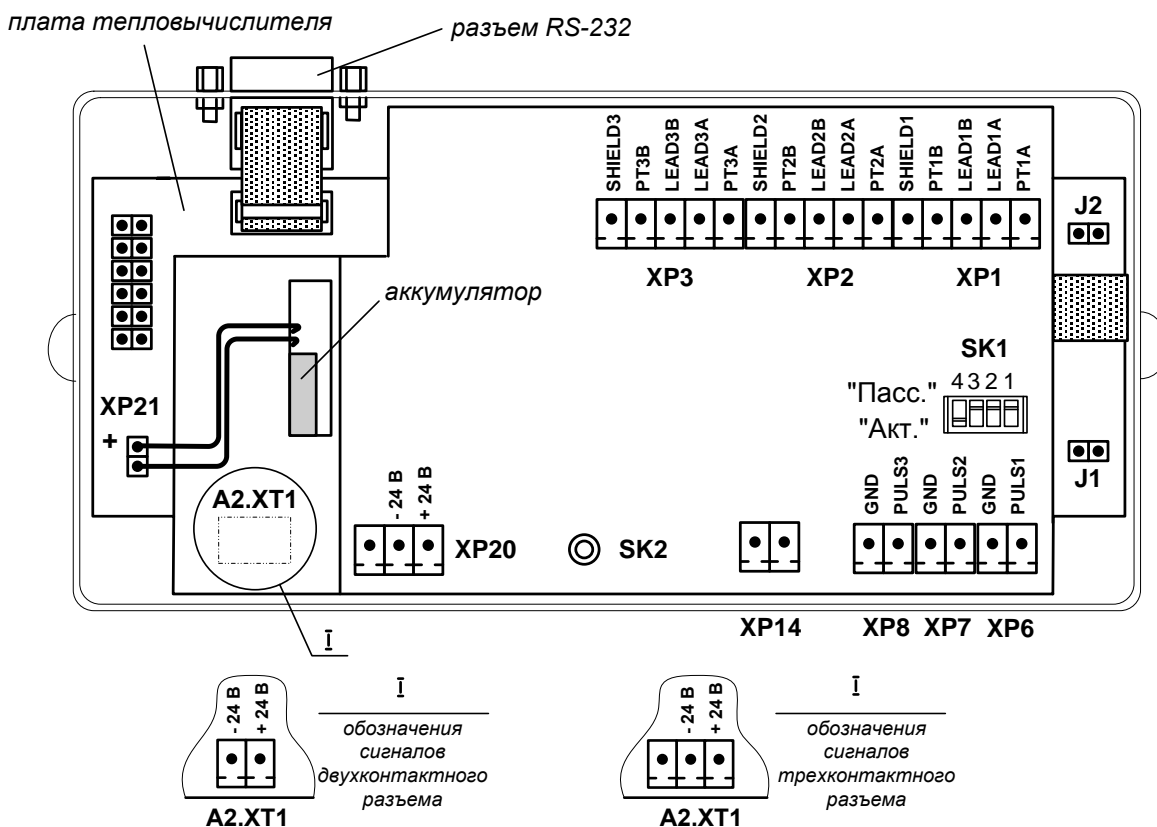 плата тепловычислителя
разъем RS-232
SHIELD3
PT3B
LEAD3B
LEAD3A
PT3A
SHIELD2
PT2B
LEAD2B
LEAD2A
PT2A
SHIELD1
PT1B
LEAD1B
LEAD1A
PT1A
J2
XP3
XP2
XP1
аккумулятор
SK1
"Пасс."
4 3 2 1
"Акт."
XP21
+
J1
A2.XT1
- 24 В
+ 24 В
XP20
SK2
GND
PULS3
GND
PULS2
GND
PULS1
XP14
XP8
XP7
XP6
I
- 24 В
+ 24 В
I
обозначения
сигналов
двухконтактного
разъема
A2.XT1
- 24 В
+ 24 В
I
обозначения
сигналов
трехконтактного
разъема
A2.XT1